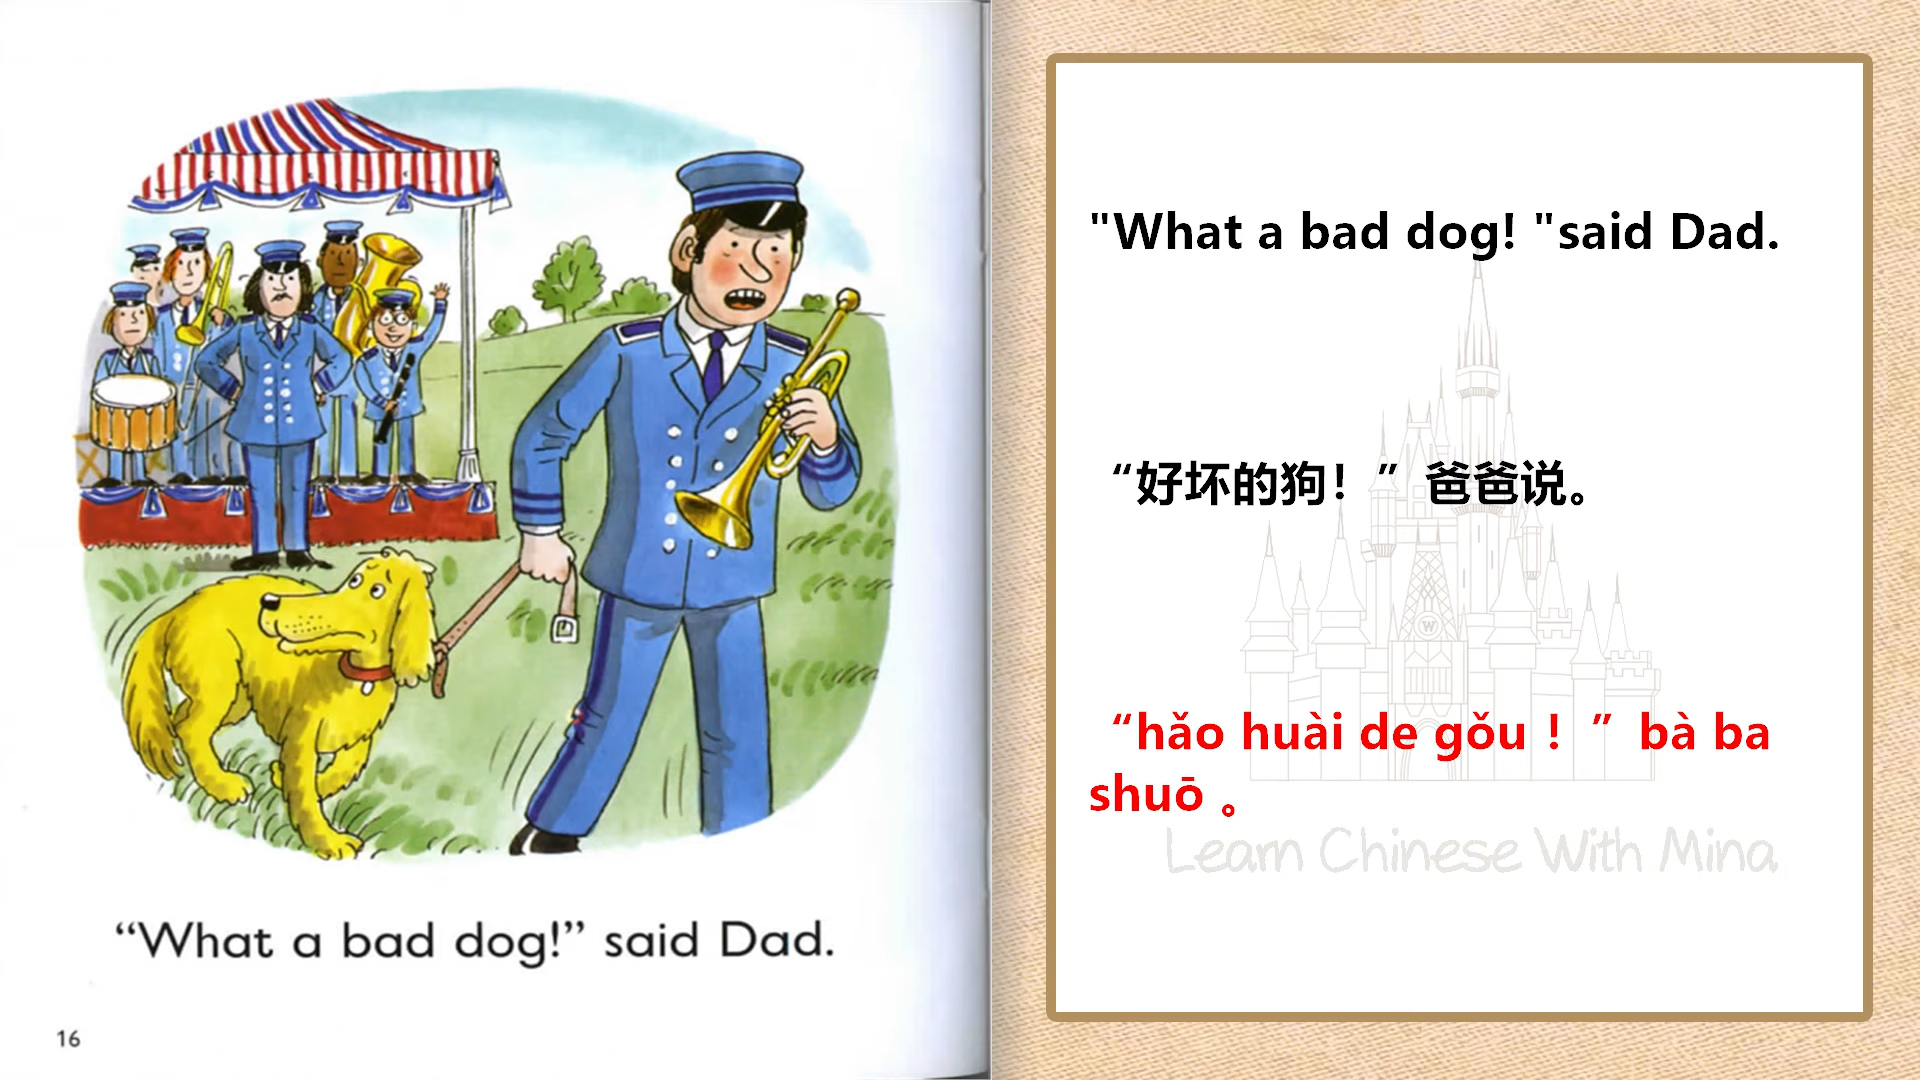 “What a bad dog!” said Dad.
16
"What a bad dog! "said Dad.
“好坏的狗！”爸爸说。
“hǎo huài de gǒu ！ ” bà ba
shuō 。
W
Learn Chinese With Mina